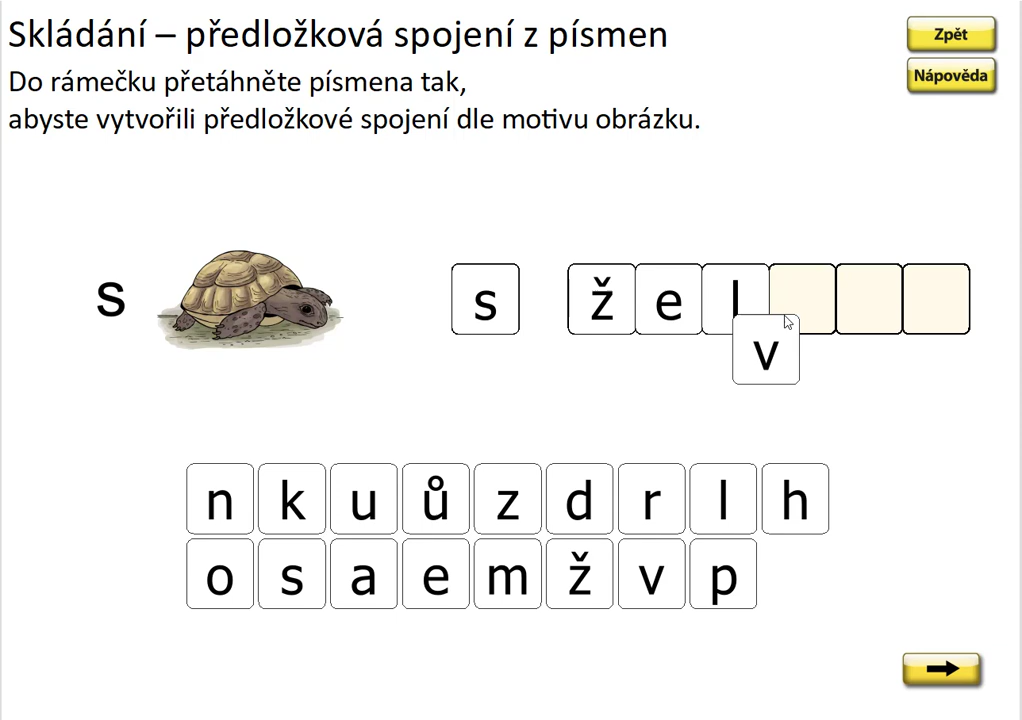 Skládání – předložková spojení z písmen
Zpět
Do rámečku přetáhněte písmena tak,
Nápověda
abyste vytvořili předložkové spojení dle motivu obrázku.
s
s ž e l
v
n k u ů z d r l h
o s a e m ž v p